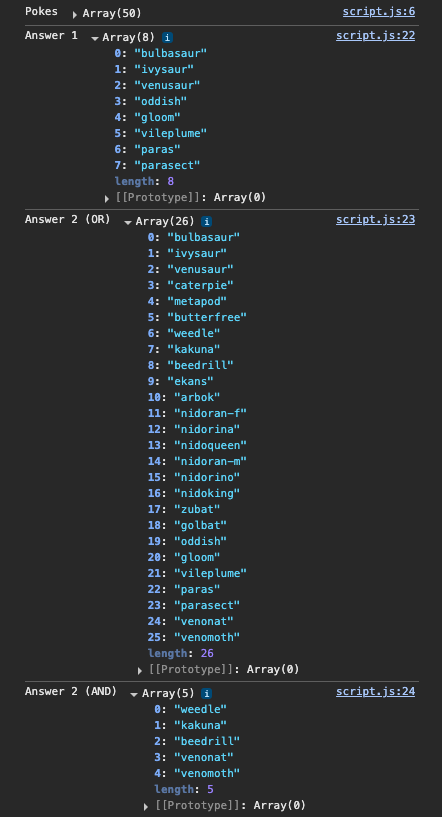 Pokes ▶ Array(50) script.js:6
Answer 1 ▼ Array(8) i script.js:22
0: "bulbasaur"
1: "ivysaur"
2: "venusaur"
3: "oddish"
4: "gloom"
5: "vileplume"
6: "paras"
7: "parasect"
length: 8
▶ [[Prototype]]: Array(0)
Answer 2 (OR) ▼ Array(26) i script.js:23
0: "bulbasaur"
1: "ivysaur"
2: "venusaur"
3: "caterpie"
4: "metapod"
5: "butterfree"
6: "weedle"
7: "kakuna"
8: "beedrill"
9: "ekans"
10: "arbok"
11: "nidoran-f"
12: "nidorina"
13: "nidoqueen"
14: "nidoran-m"
15: "nidorino"
16: "nidoking"
17: "zubat"
18: "golbat"
19: "oddish"
20: "gloom"
21: "vileplume"
22: "paras"
23: "parasect"
24: "venonat"
25: "venomoth"
length: 26
▶ [[Prototype]]: Array(0)
Answer 2 (AND) ▼ Array(5) i script.js:24
0: "weedle"
1: "kakuna"
2: "beedrill"
3: "venonat"
4: "venomoth"
length: 5
▶ [[Prototype]]: Array(0)